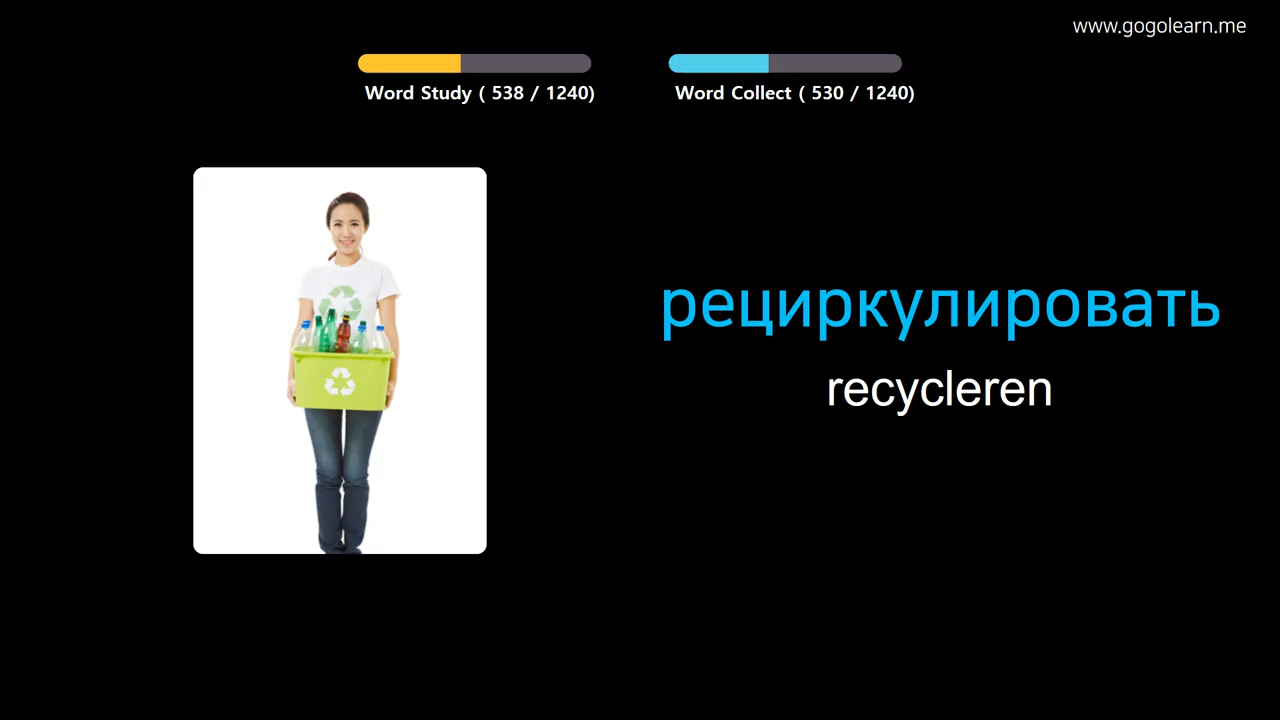 www.gogolearn.me
Word Study ( 538 / 1240)
Word Collect ( 530 / 1240)
рециркулировать
recycleren